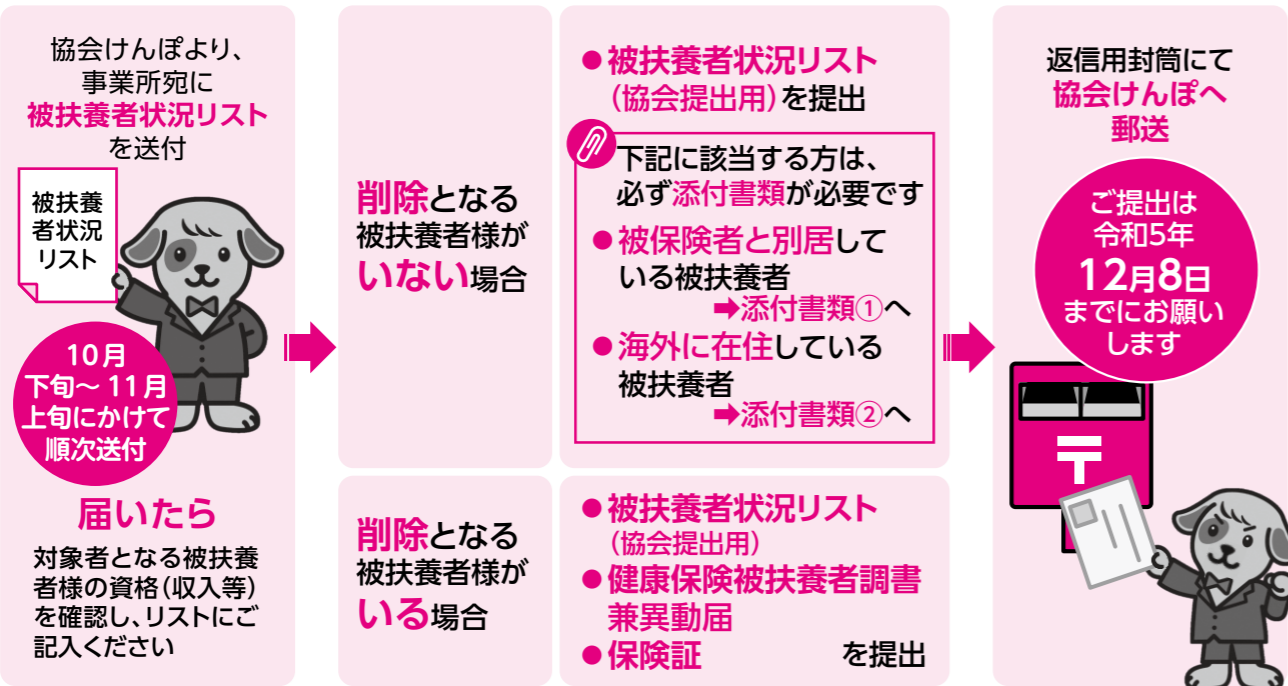 協会けんぽより、
事業所宛に
被扶養者状況リスト
を送付
被扶養
者状況
リスト
10月
下旬～11月
上旬にかけて
順次送付
届いたら
対象者となる被扶養
者様の資格（収入等）
を確認し、リストにご
記入ください
削除となる
被扶養者様が
いない場合
●被扶養者状況リスト
（協会提出用）を提出
下記に該当する方は、
必ず添付書類が必要です
●被保険者と別居して
いる被扶養者
➡添付書類①へ
●海外に在住している
被扶養者
➡添付書類②へ
削除となる
被扶養者様が
いる場合
●被扶養者状況リスト
（協会提出用）
●健康保険被扶養者調書
兼異動届
●保険証 を提出
返信用封筒にて
協会けんぽへ
郵送
ご提出は
令和5年
12月8日
までにお願い
します
〒